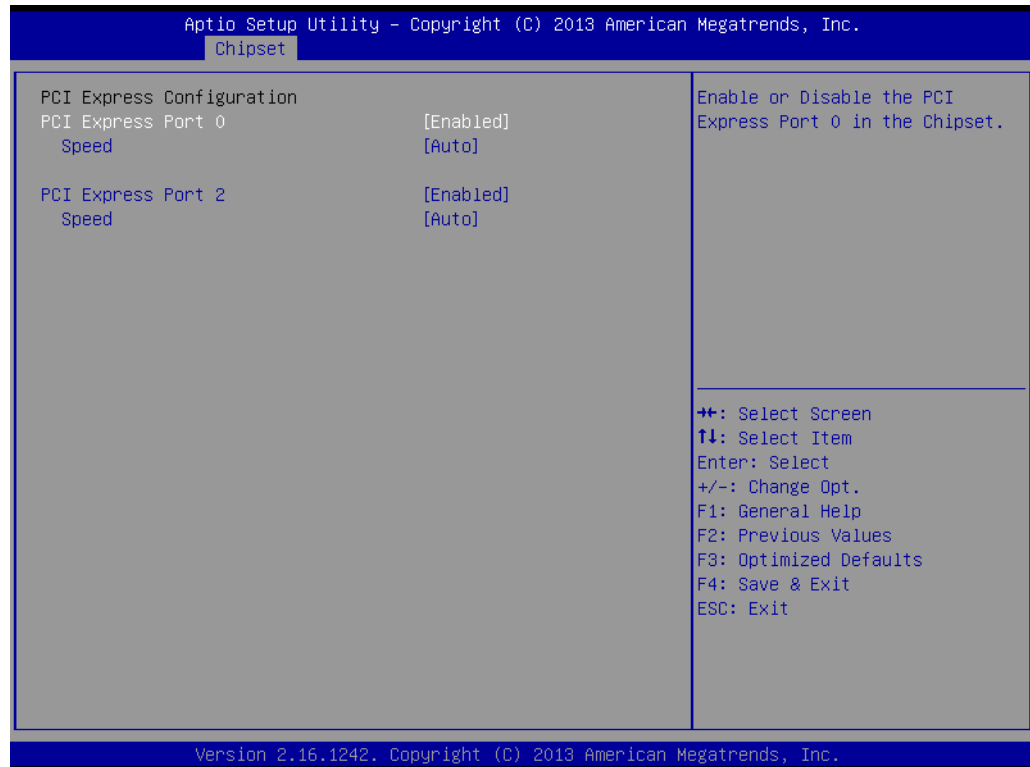 Aptio Setup Utility – Copyright (C) 2013 American Megatrends, Inc.
Chipset
PCI Express Configuration
PCI Express Port 0 [Enabled]
Speed [Auto]
PCI Express Port 2 [Enabled]
Speed [Auto]
Enable or Disable the PCI
Express Port 0 in the Chipset.
→←: Select Screen
↑↓: Select Item
Enter: Select
+/-: Change Opt.
F1: General Help
F2: Previous Values
F3: Optimized Defaults
F4: Save & Exit
ESC: Exit
Version 2.16.1242. Copyright (C) 2013 American Megatrends, Inc.